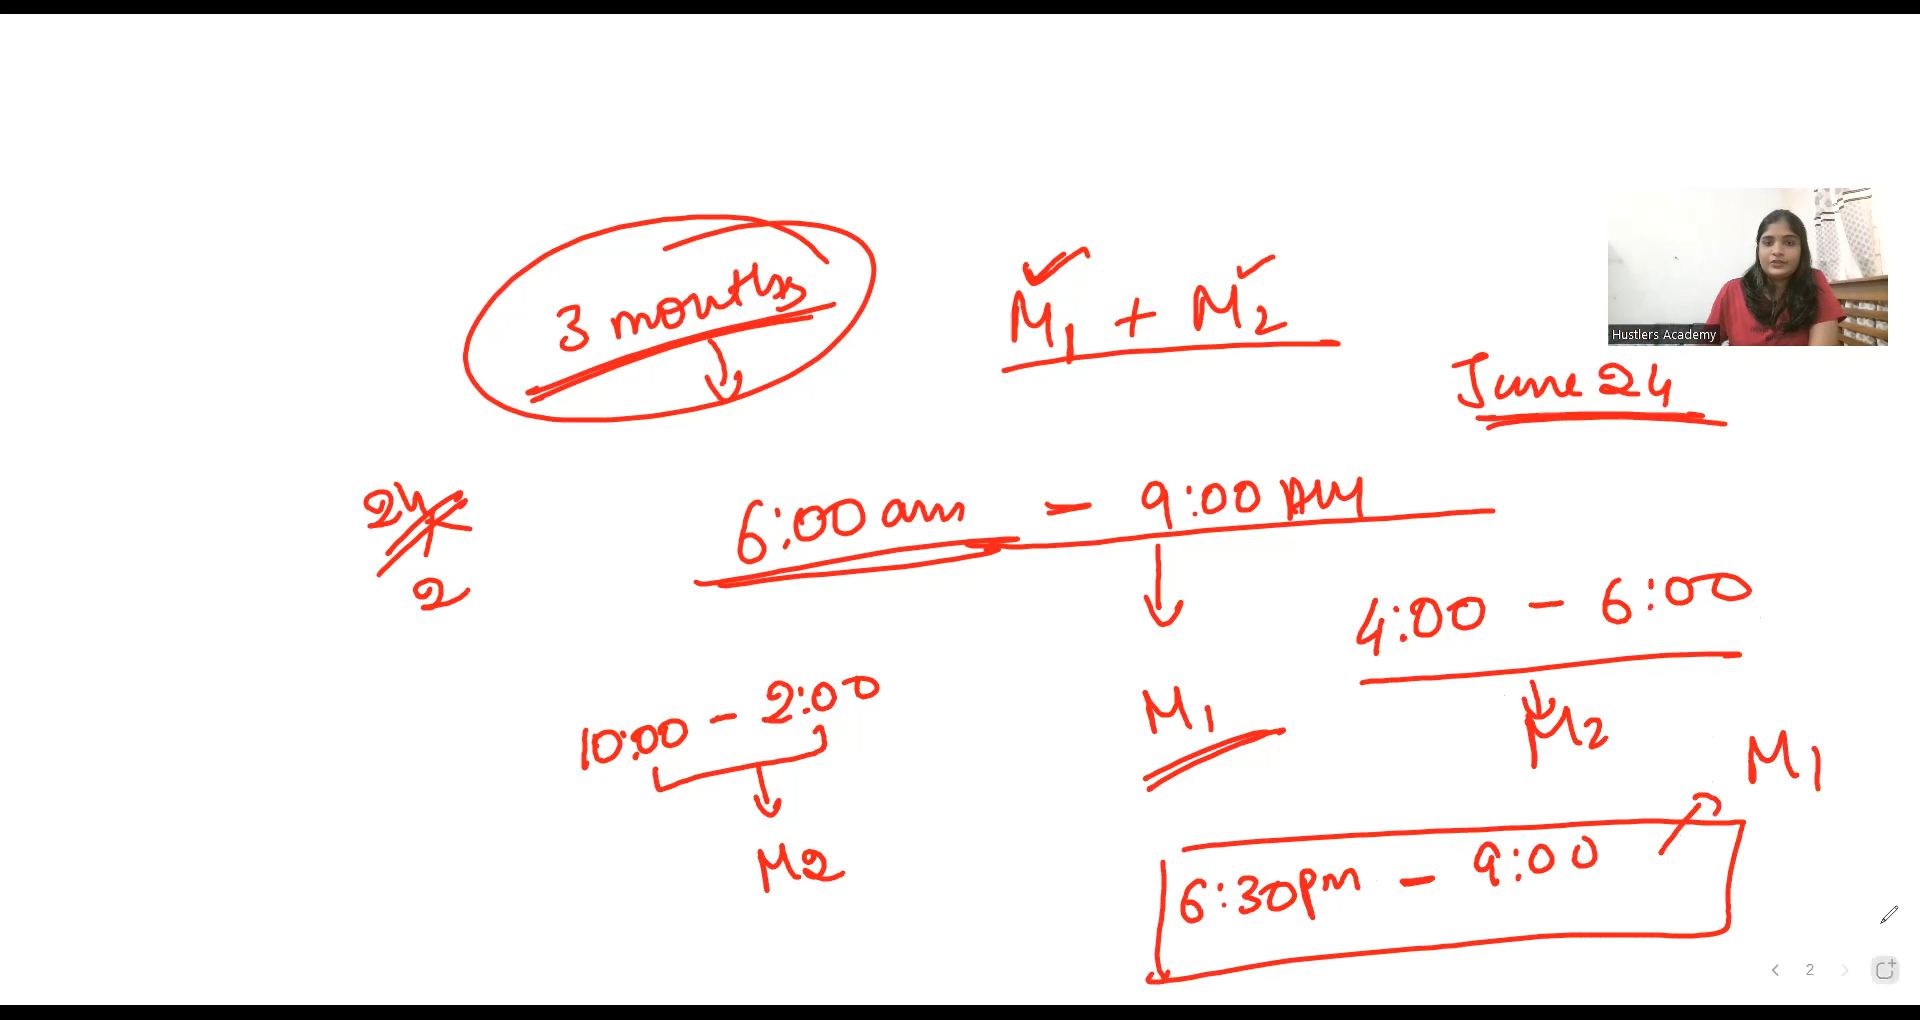 3 months
M1 + M2
Hustlers Academy
June 24
24
2
6:00 am - 9:00 AM
4:00 - 6:00
10:00 - 2:00
M1
M2
M1
M2
6:30pm - 9:00
2